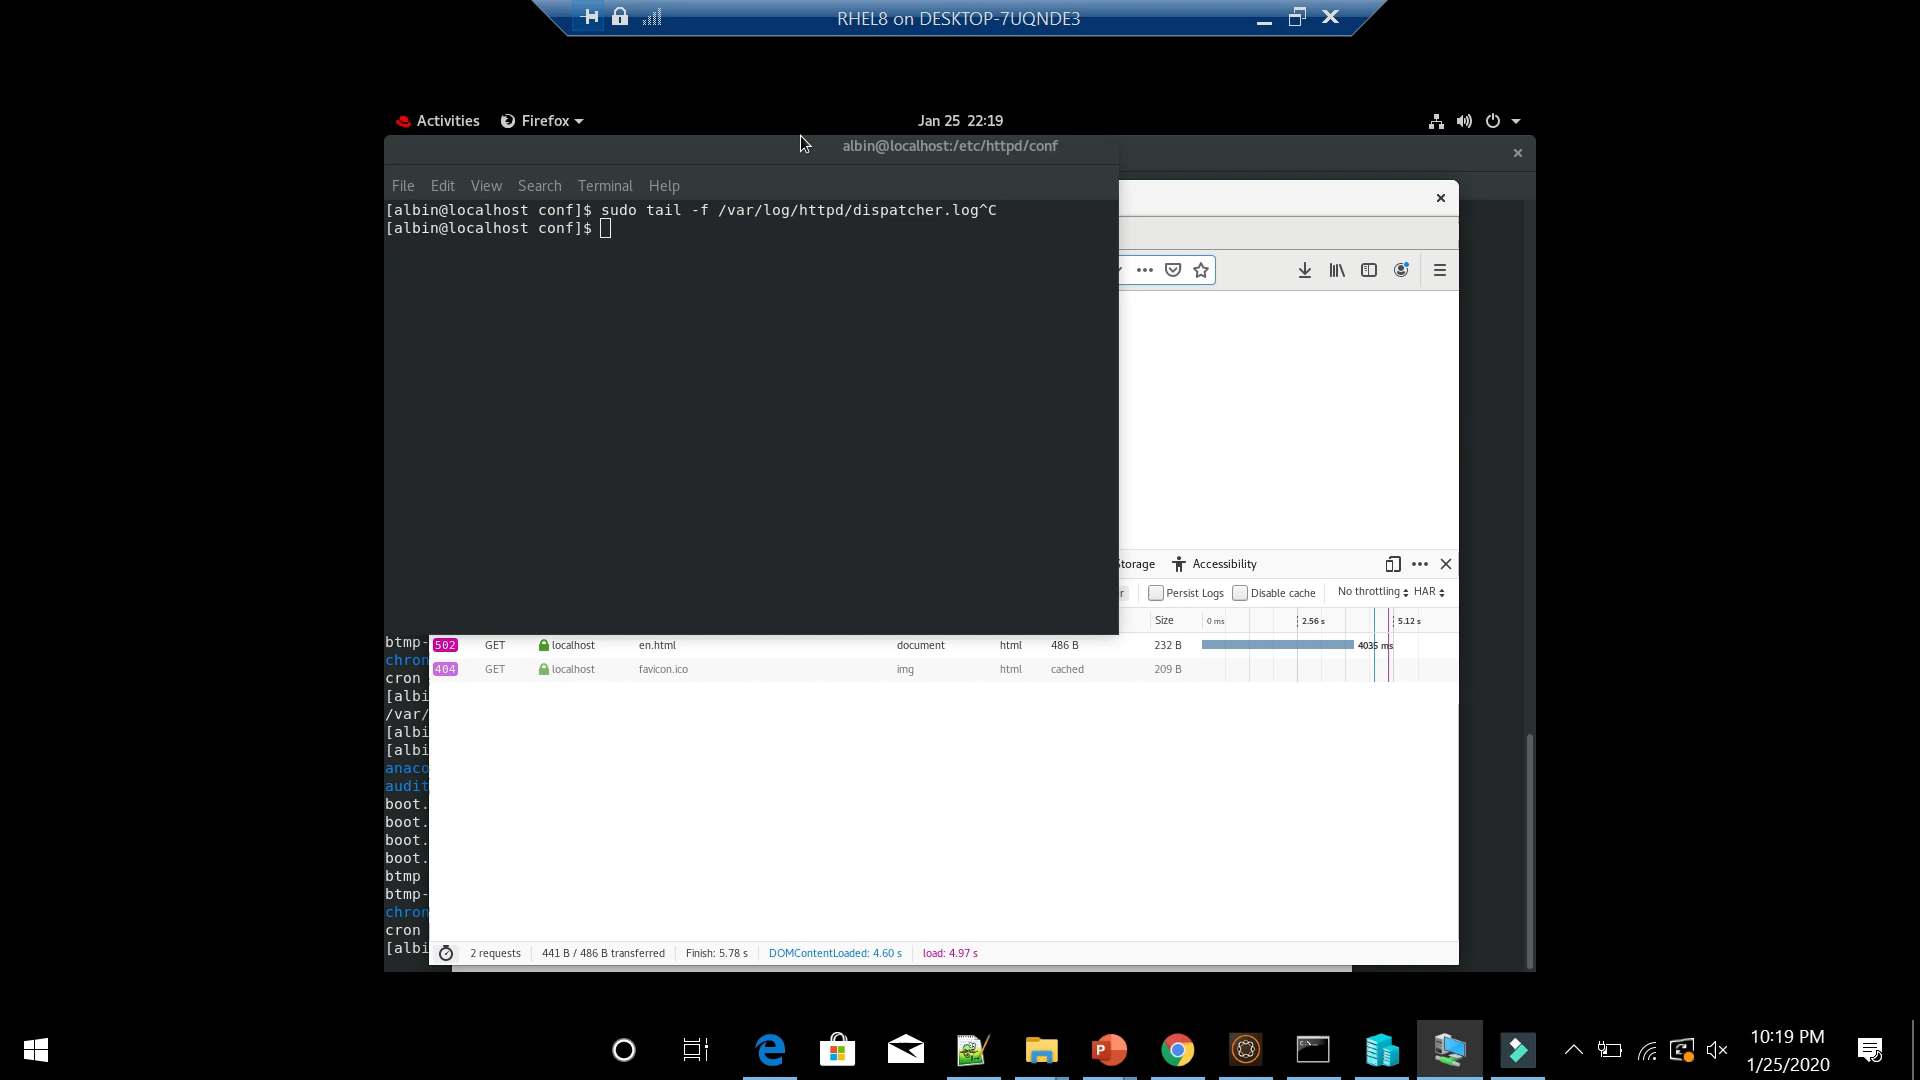 RHEL8 on DESKTOP-7UQNDE3
Activities Firefox Jan 25 22:19
albin@localhost:/etc/httpd/conf
File Edit View Search Terminal Help
[albin@localhost conf]$ sudo tail -f /var/log/httpd/dispatcher.log^C
[albin@localhost conf]$
torage Accessibility
r Persist Logs Disable cache No throttling HAR
Size 0 ms 2.56 s 5.12 s
502 GET localhost en.html document html 486 B 232 B 4035 ms
404 GET localhost favicon.ico img html cached 209 B
btmp-
chron
cron
[albi
/var/
[albi
[albi
anaco
audit
boot.
boot.
boot.
boot.
btmp
btmp-
chron
cron
[albi
2 requests 441 B / 486 B transferred Finish: 5.78 s DOMContentLoaded: 4.60 s load: 4.97 s
10:19 PM
1/25/2020